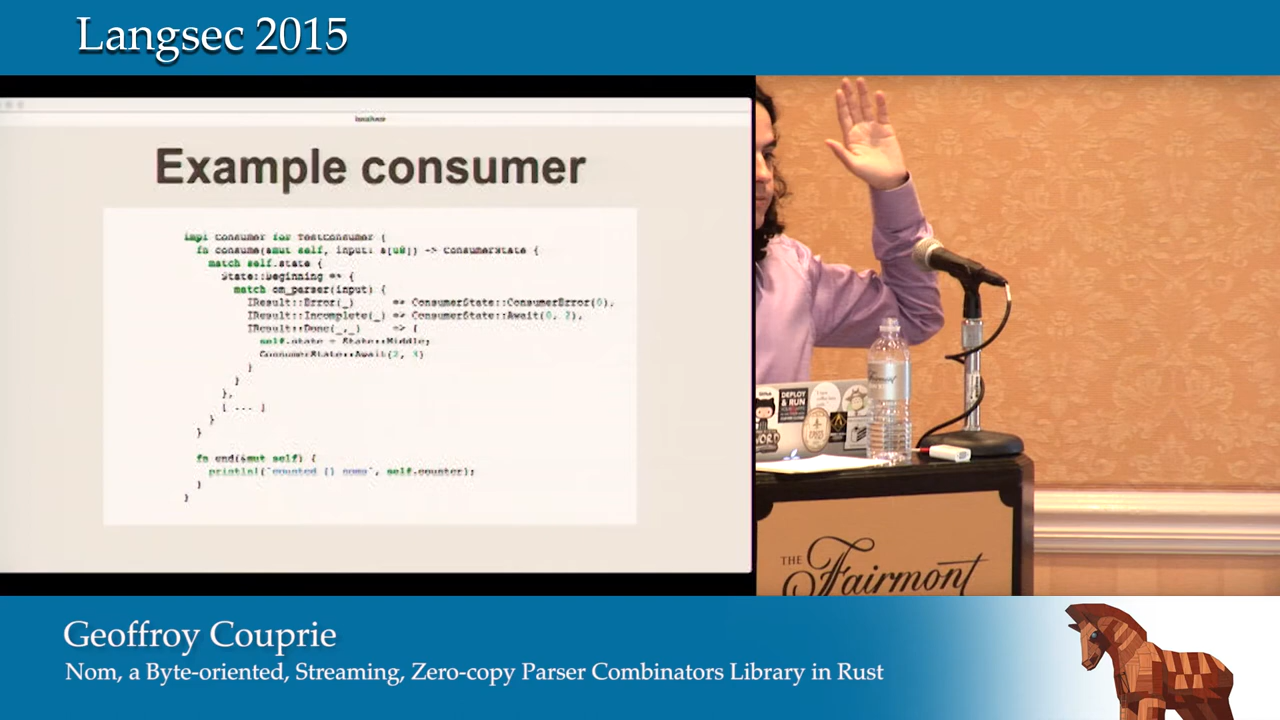 Langsec 2015
Example consumer
impl Consumer for TestConsumer {
fn consume(&mut self, input: &[u8]) -> ConsumerState {
match self.state {
State::Beginning => {
match om_parser(input) {
IResult::Error(_) => ConsumerState::ConsumerError(0),
IResult::Incomplete(_) => ConsumerState::Await(0, 2),
IResult::Done(_,_) => {
self.state = State::Middle;
ConsumerState::Await(2, 3)
}
}
},
[ ... ]
}
}
fn end(&mut self) {
println!("counted {} noms", self.counter);
}
}
DEPLOY
& RUN
Fairmont
THE Fairmont
Geoffroy Couprie
Nom, a Byte-oriented, Streaming, Zero-copy Parser Combinators Library in Rust